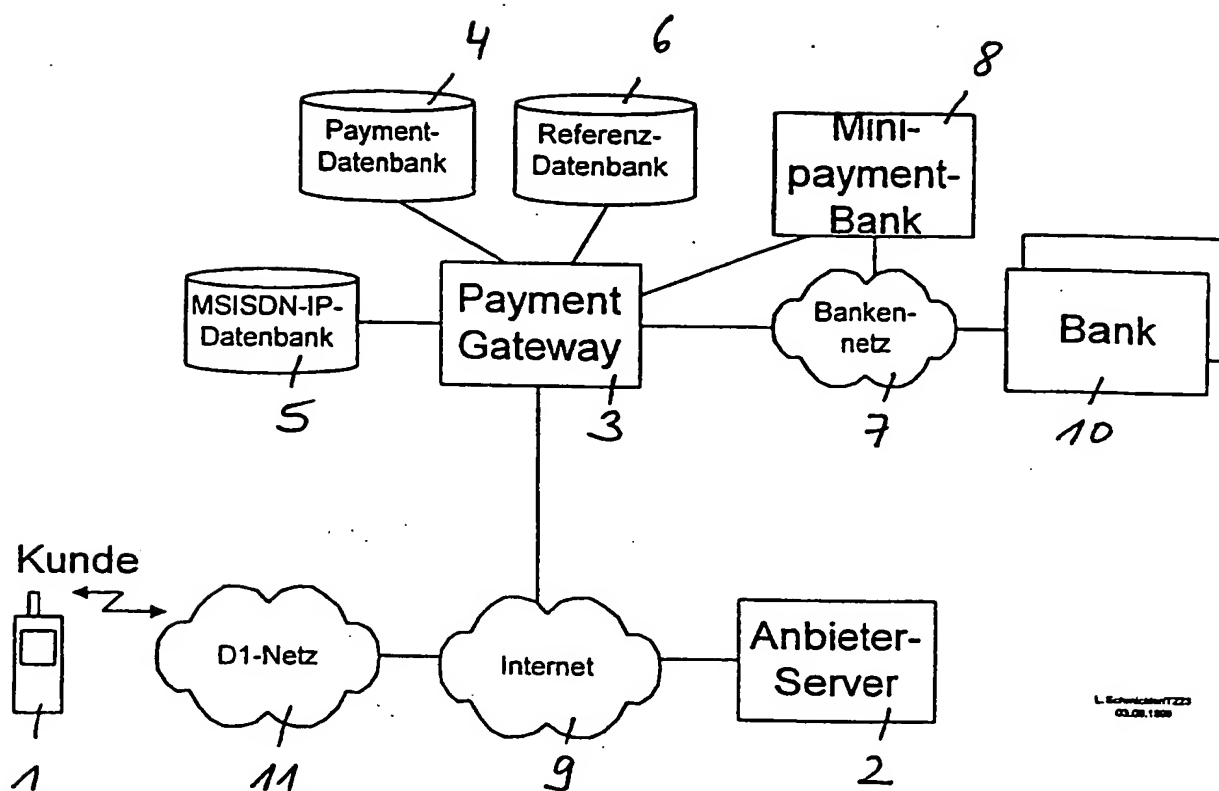 4
6
8
Payment-
Datenbank
Referenz-
Datenbank
Mini-
payment-
Bank
MSISDN-IP-
Datenbank
Payment
Gateway
Banken-
netz
Bank
5
3
7
10
Kunde
D1-Netz
Internet
Anbieter-
Server
1
11
9
2